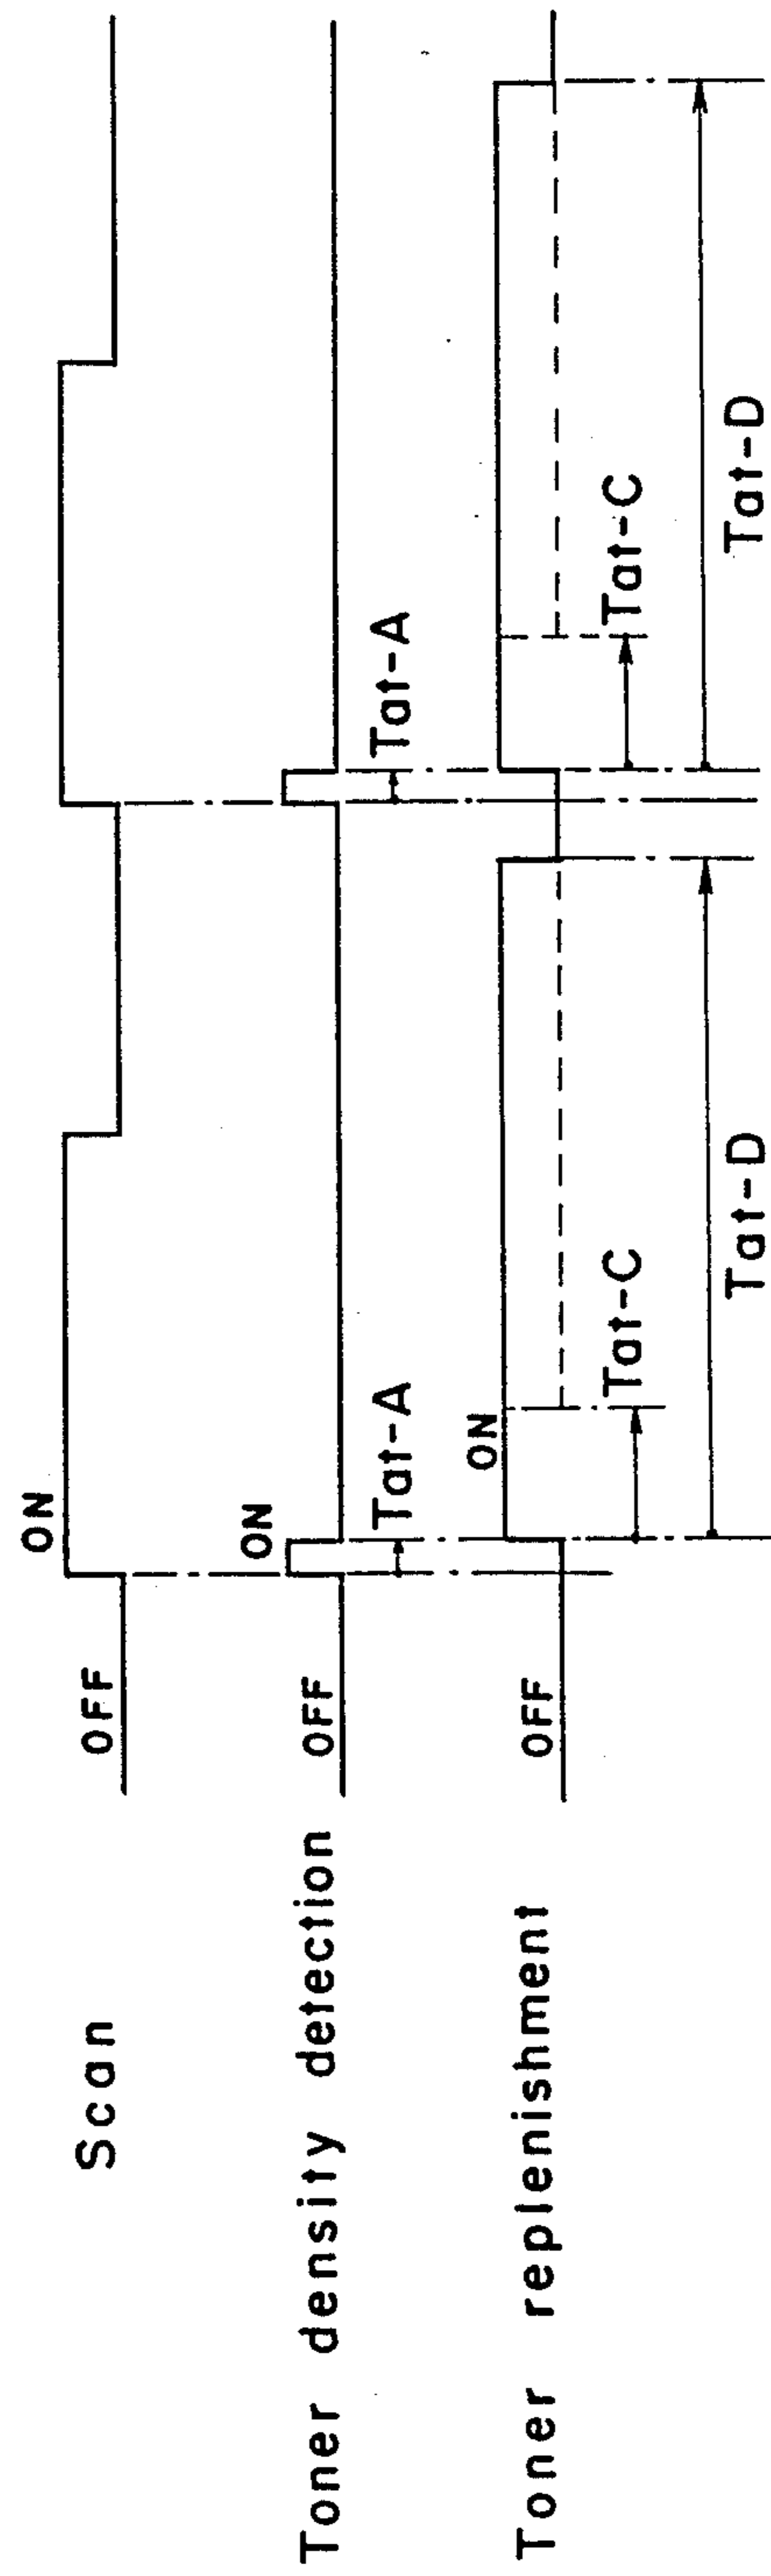 Scan
OFF
ON
Toner density detection
OFF
ON
Tat-A
Tat-A
Toner replenishment
OFF
ON
Tat-C
Tat-C
Tat-D
Tat-D